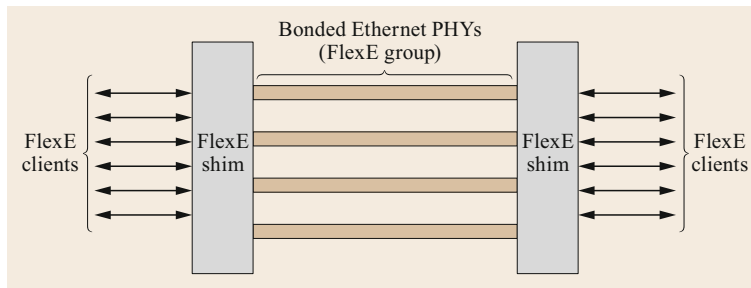 Bonded Ethernet PHYs
(FlexE group)
FlexE
clients
FlexE
shim
FlexE
shim
FlexE
clients